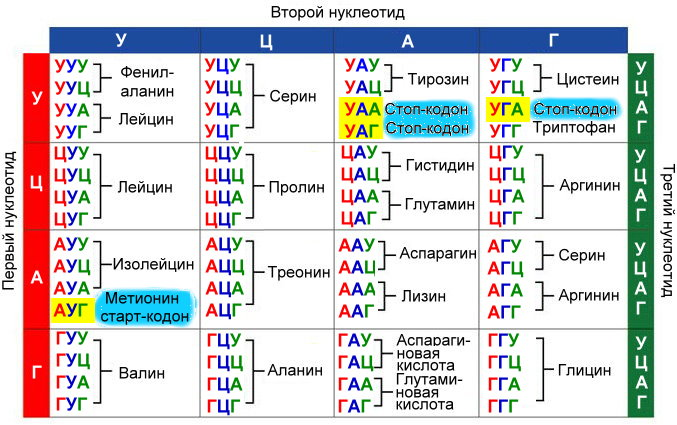 Второй нуклеотид
У Ц А Г
Первый нуклеотид
У
УУУ
УУЦ
Фенил-
аланин
УУА
УУГ
Лейцин
УЦУ
УЦЦ
УЦА
УЦГ
Серин
УАУ
УАЦ
Тирозин
УАА Стоп-кодон
УАГ Стоп-кодон
УГУ
УГЦ
Цистеин
УГА Стоп-кодон
УГГ Триптофан
У
Ц
А
Г
Ц
ЦУУ
ЦУЦ
ЦУА
ЦУГ
Лейцин
ЦЦУ
ЦЦЦ
ЦЦА
ЦЦГ
Пролин
ЦАУ
ЦАЦ
Гистидин
ЦАА
ЦАГ
Глутамин
ЦГУ
ЦГЦ
ЦГА
ЦГГ
Аргинин
У
Ц
А
Г
А
АУУ
АУЦ
АУА
Изолейцин
АУГ
Метионин
старт-кодон
АЦУ
АЦЦ
АЦА
АЦГ
Треонин
ААУ
ААЦ
Аспарагин
ААА
ААГ
Лизин
АГУ
АГЦ
Серин
АГА
АГГ
Аргинин
У
Ц
А
Г
Г
ГУУ
ГУЦ
ГУА
ГУГ
Валин
ГЦУ
ГЦЦ
ГЦА
ГЦГ
Аланин
ГАУ
ГАЦ
Аспараги-
новая
кислота
ГАА
ГАГ
Глутами-
новая
кислота
ГГУ
ГГЦ
ГГА
ГГГ
Глицин
У
Ц
А
Г
Третий нуклеотид